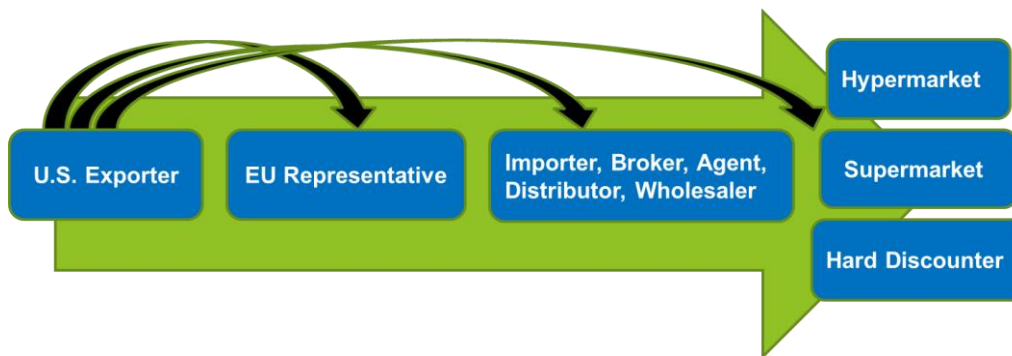 U.S. Exporter
EU Representative
Importer, Broker, Agent,
Distributor, Wholesaler
Hypermarket
Supermarket
Hard Discounter